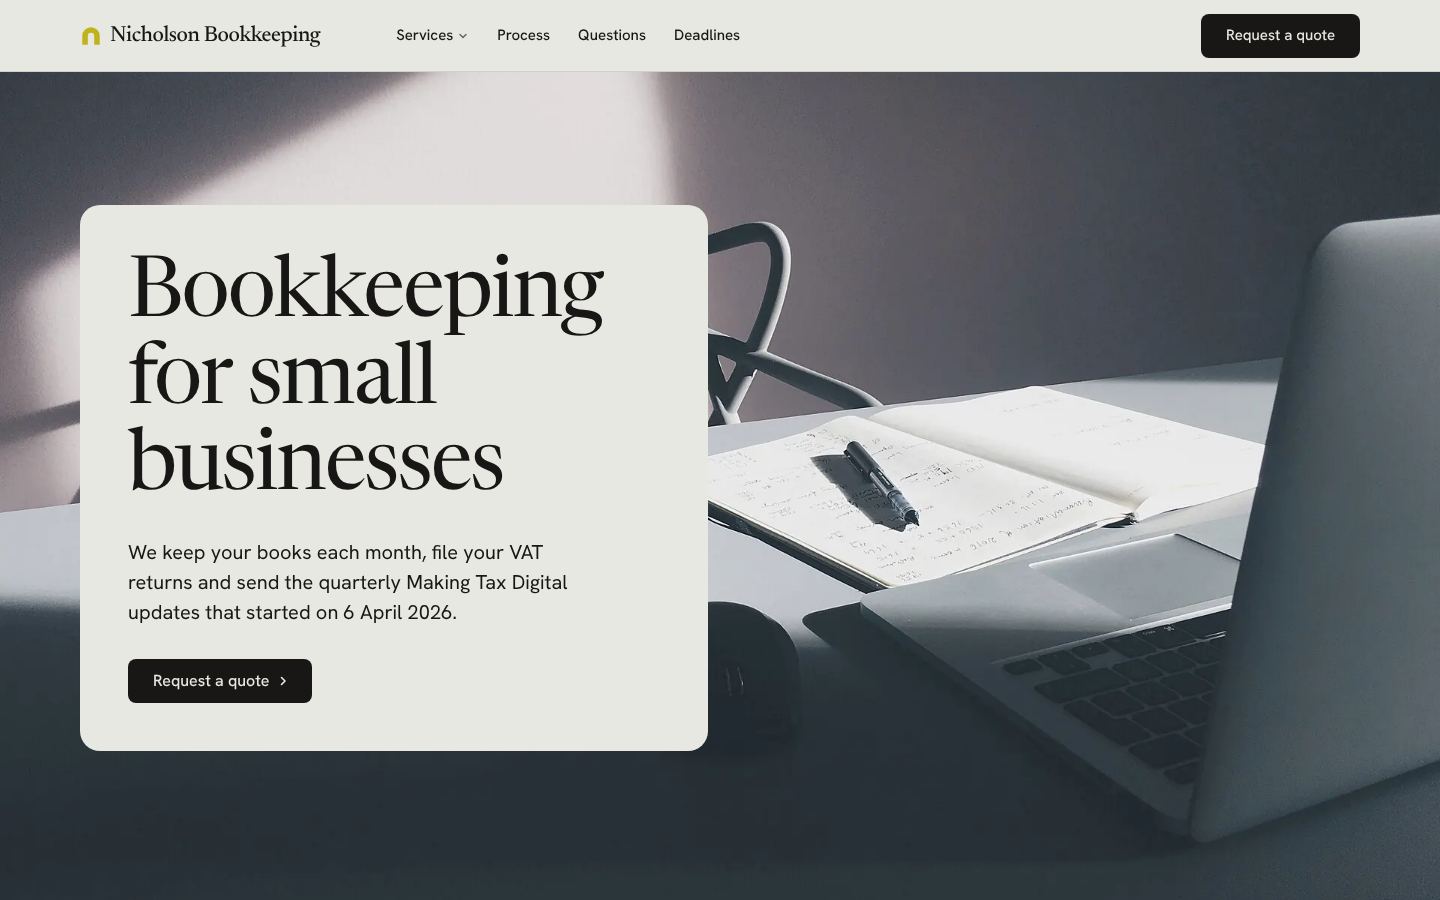 Nicholson Bookkeeping
Services
Process
Questions
Deadlines
Request a quote
Bookkeeping
for small
businesses
We keep your books each month, file your VAT
returns and send the quarterly Making Tax Digital
updates that started on 6 April 2026.
Request a quote